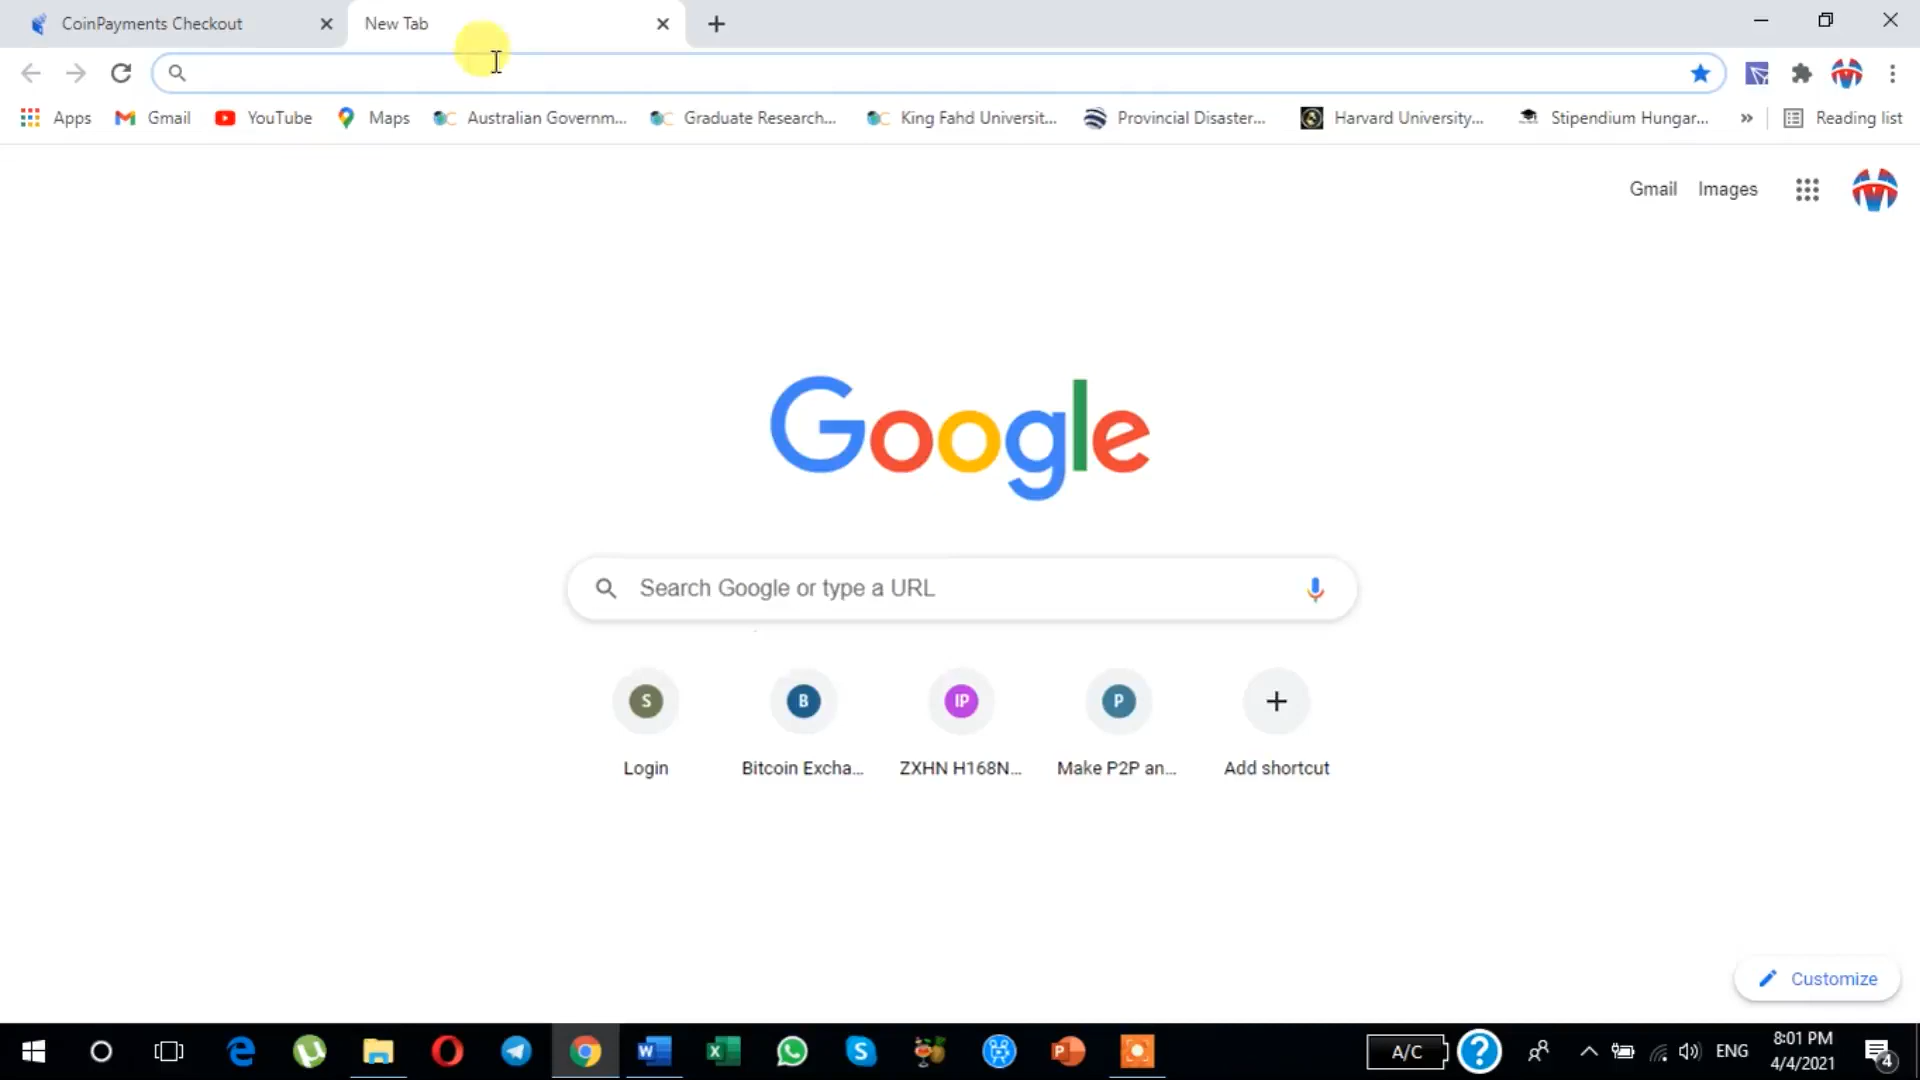 CoinPayments Checkout
New Tab
Apps Gmail YouTube Maps Australian Governm... Graduate Research... King Fahd Universit... Provincial Disaster... Harvard University,... Stipendium Hungar... » Reading list
Gmail Images
Google
Search Google or type a URL
S B IP P
Login Bitcoin Excha... ZXHN H168N... Make P2P an... Add shortcut
Customize
A/C ENG 8:01 PM
4/4/2021
4